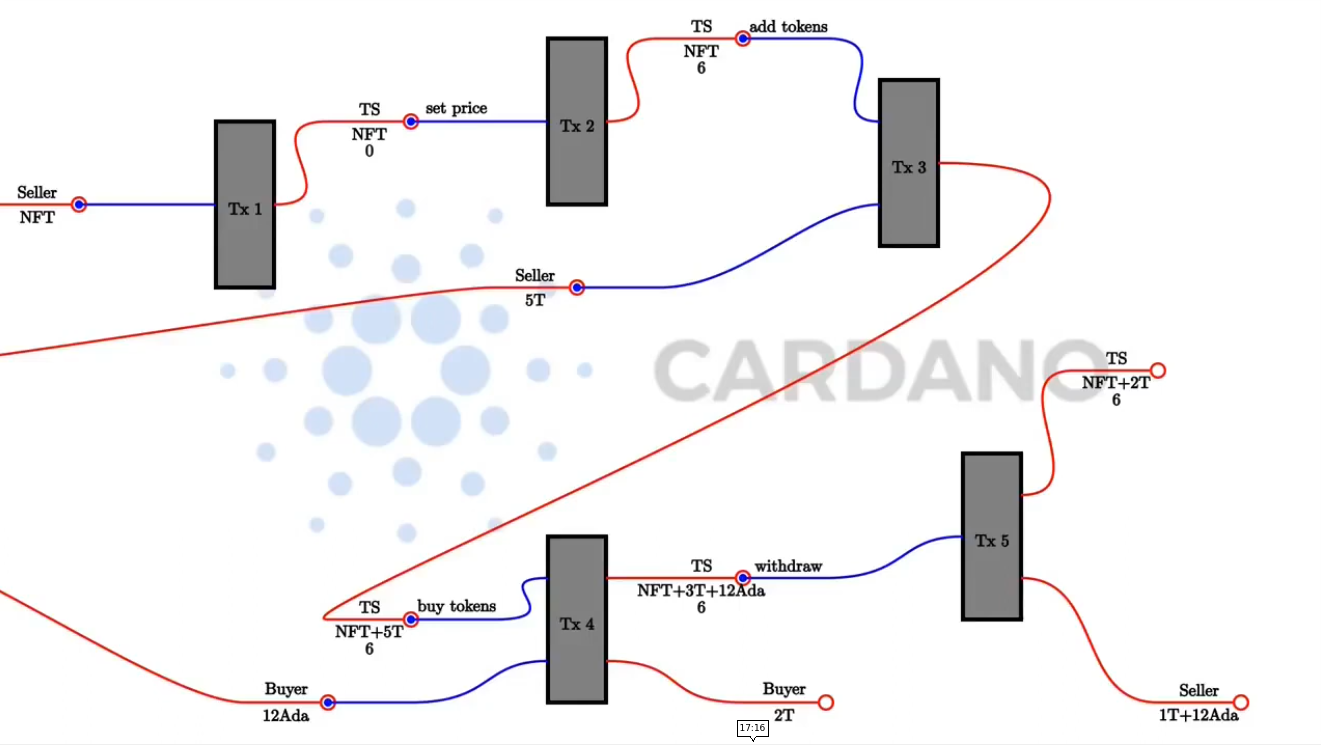 TS
add tokens
NFT
6
TS
set price
NFT
0
Tx 2
Tx 3
Seller
NFT
Tx 1
Seller
5T
CARDANO
TS
NFT+2T
6
Tx 5
TS
withdraw
NFT+3T+12Ada
6
TS
buy tokens
NFT+5T
6
Tx 4
Buyer
12Ada
Buyer
2T
Seller
1T+12Ada
17:16